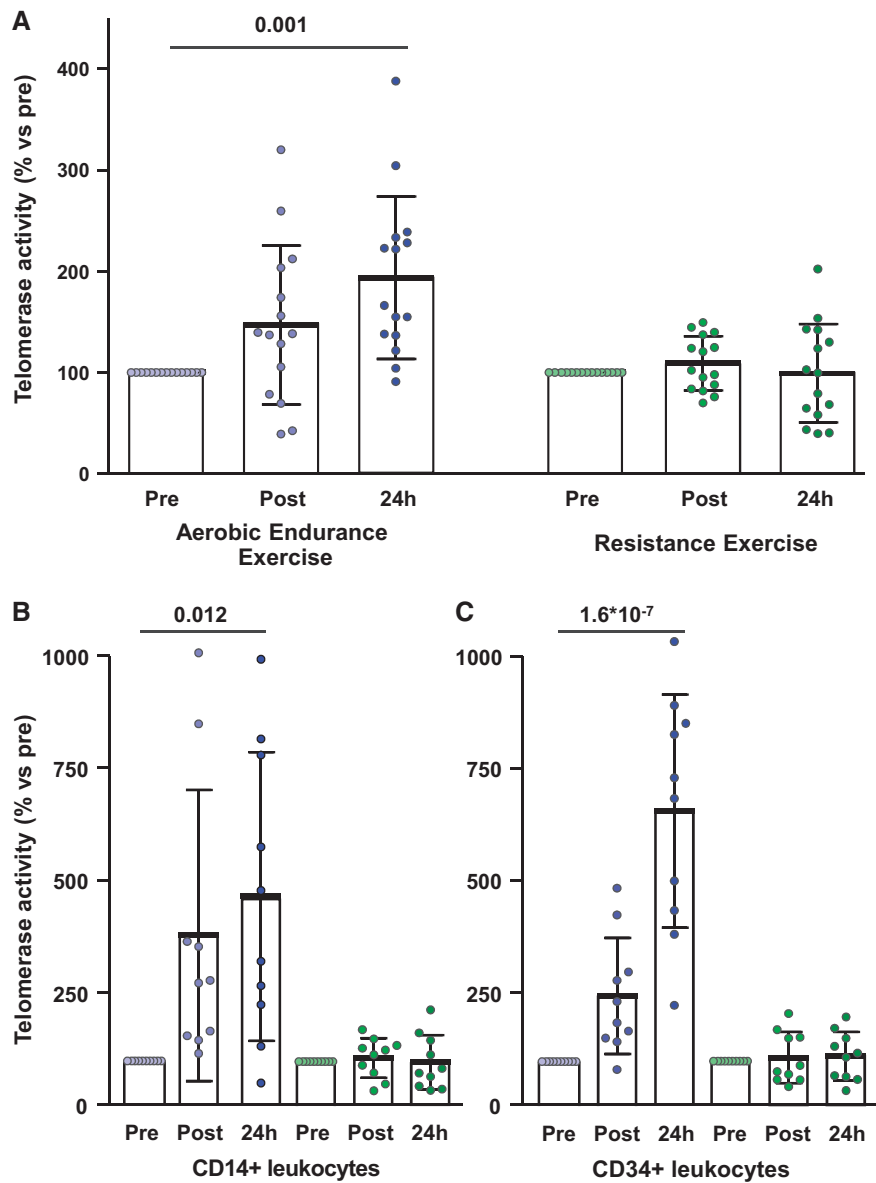 A
0.001
Telomerase activity (% vs pre)
400
300
200
100
0
Pre Post 24h Pre Post 24h
Aerobic Endurance
Exercise
Resistance Exercise
B
0.012
Telomerase activity (% vs pre)
1000
750
500
250
0
Pre Post 24h Pre Post 24h
CD14+ leukocytes
C
1.6*10-7
1000
750
500
250
0
Pre Post 24h Pre Post 24h
CD34+ leukocytes